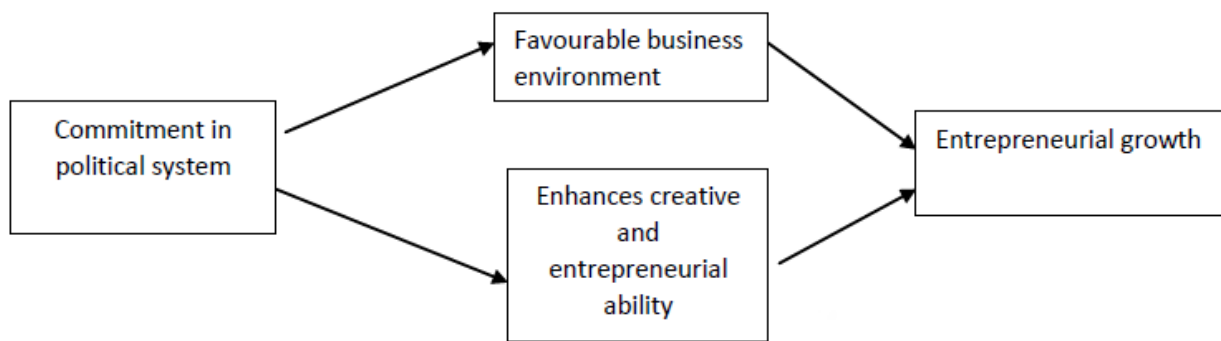 Commitment in
political system
Favourable business
environment
Enhances creative
and
entrepreneurial
ability
Entrepreneurial growth